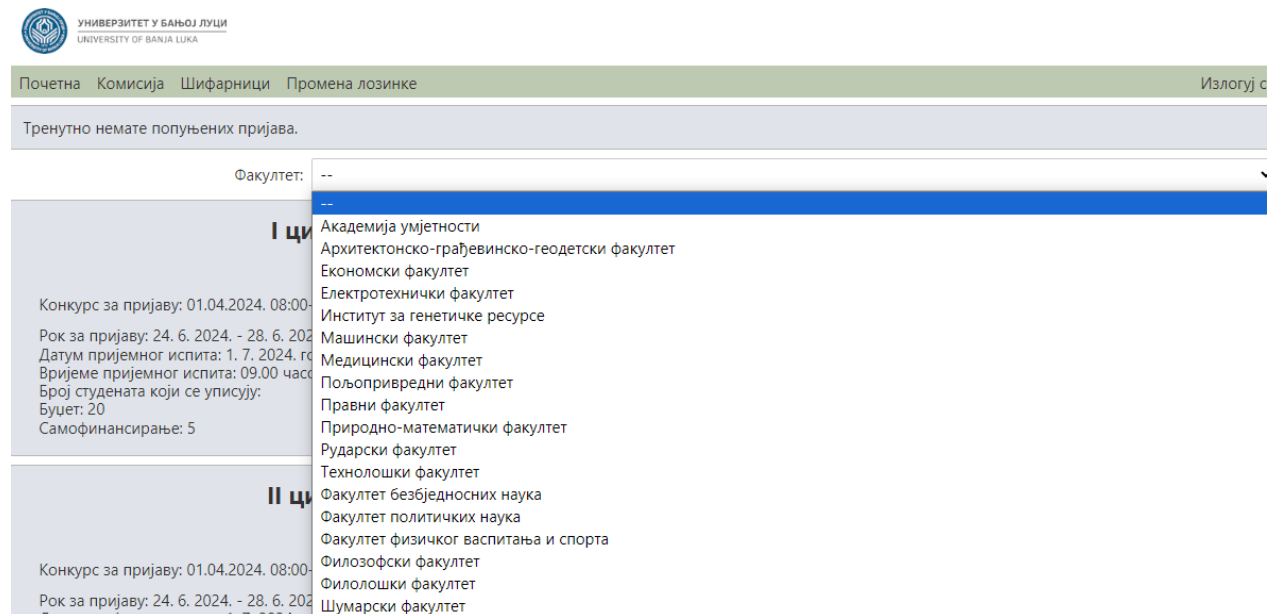 УНИВЕРЗИТЕТ У БАЊОЈ ЛУЦИ
UNIVERSITY OF BANJA LUKA
Почетна Комисија Шифарници Промена лозинке Излогуј с
Тренутно немате попуњених пријава.
Факултет: --
--
Академија умјетности
Архитектонско-грађевинско-геодетски факултет
Економски факултет
Електротехнички факултет
Институт за генетичке ресурсе
Машински факултет
Медицински факултет
Пољопривредни факултет
Правни факултет
Природно-математички факултет
Рударски факултет
Технолошки факултет
Факултет безбједносних наука
Факултет политичких наука
Факултет физичког васпитања и спорта
Филозофски факултет
Филолошки факултет
Шумарски факултет
I ци
Конкурс за пријаву: 01.04.2024. 08:00-
Рок за пријаву: 24. 6. 2024. - 28. 6. 202
Датум пријемног испита: 1. 7. 2024. го
Вријеме пријемног испита: 09.00 часо
Број студената који се уписују:
Буџет: 20
Самофинансирање: 5
II ци
Конкурс за пријаву: 01.04.2024. 08:00-
Рок за пријаву: 24. 6. 2024. - 28. 6. 202